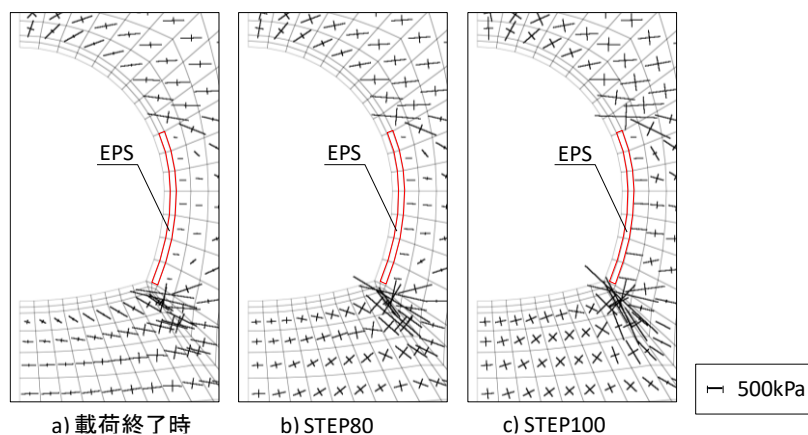 EPS
EPS
EPS
500kPa
a) 載荷終了時
b) STEP80
c) STEP100